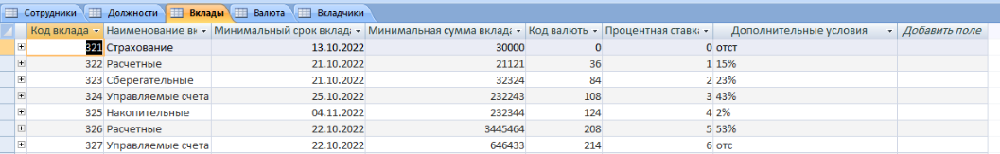 Сотрудники Должности Вклады Валюта Вкладчики
Код вклада Наименование вк Минимальный срок вклада Минимальная сумма вклада Код валюты Процентная ставка Дополнительные условия Добавить поле
321 Страхование 13.10.2022 30000 0 0 отст
322 Расчетные 21.10.2022 21121 36 1 15%
323 Сберегательные 21.10.2022 32324 84 2 23%
324 Управляемые счета 25.10.2022 232243 108 3 43%
325 Накопительные 04.11.2022 232344 124 4 2%
326 Расчетные 22.10.2022 3445464 208 5 53%
327 Управляемые счета 22.10.2022 646433 214 6 отс